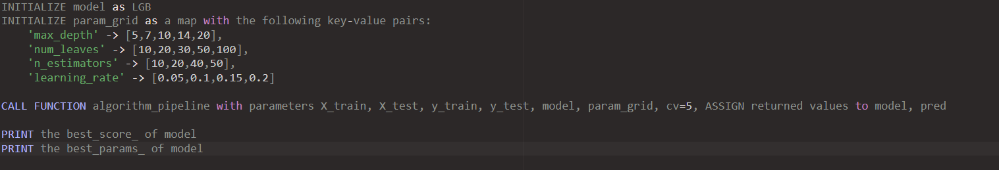 INITIALIZE model as LGB
INITIALIZE param_grid as a map with the following key-value pairs:
    'max_depth' -> [5,7,10,14,20],
    'num_leaves' -> [10,20,30,50,100],
    'n_estimators' -> [10,20,40,50],
    'learning_rate' -> [0.05,0.1,0.15,0.2]
CALL FUNCTION algorithm_pipeline with parameters X_train, X_test, y_train, y_test, model, param_grid, cv=5, ASSIGN returned values to model, pred
PRINT the best_score_ of model
PRINT the best_params_ of model